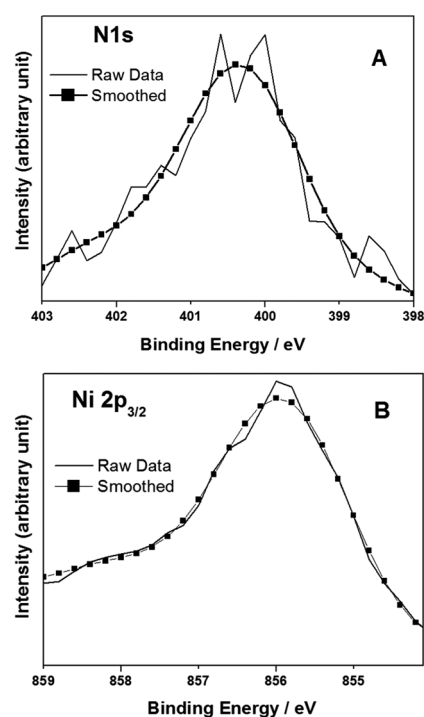 N1s
A
Raw Data
Smoothed
Intensity (arbitrary unit)
403 402 401 400 399 398
Binding Energy / eV
Ni 2p3/2
B
Raw Data
Smoothed
Intensity (arbitrary unit)
859 858 857 856 855
Binding Energy / eV